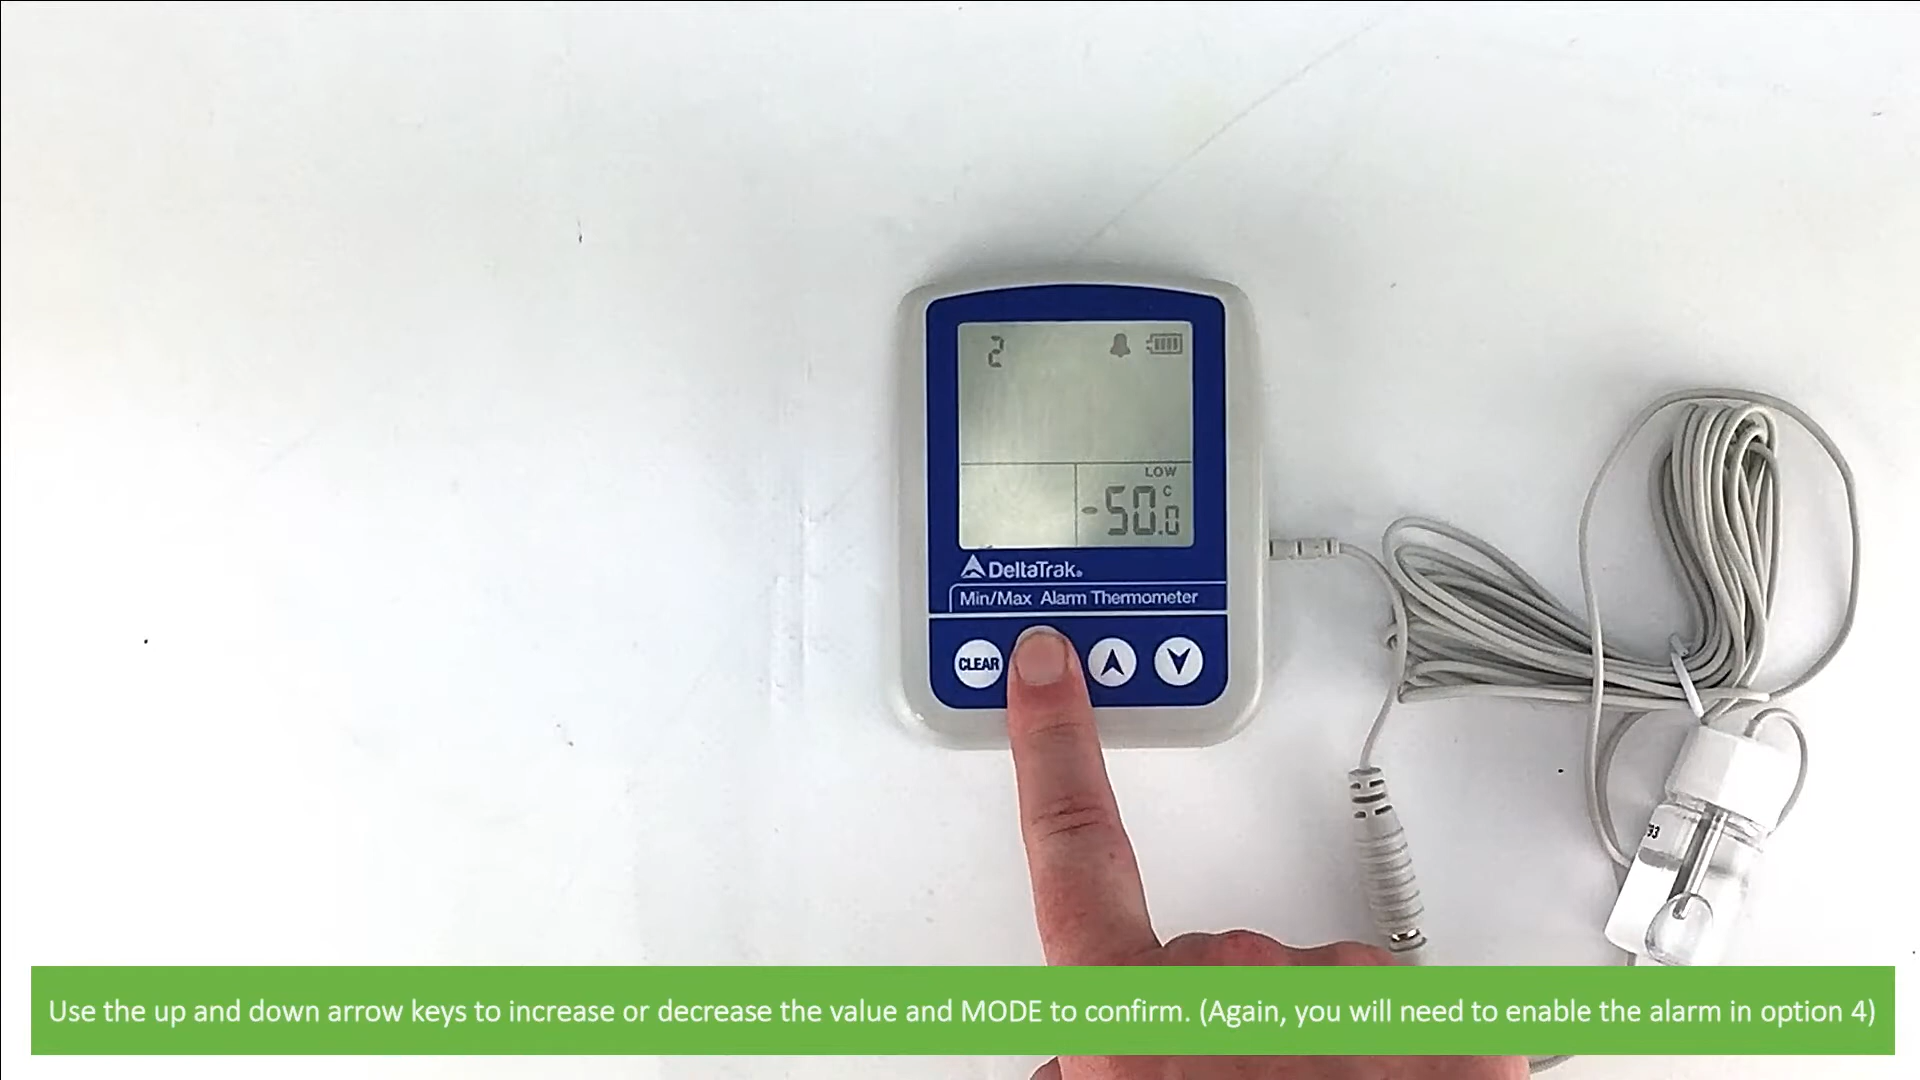 2
LOW
-50.0 C
DeltaTrak®
Min/Max Alarm Thermometer
CLEAR
93
Use the up and down arrow keys to increase or decrease the value and MODE to confirm. (Again, you will need to enable the alarm in option 4)